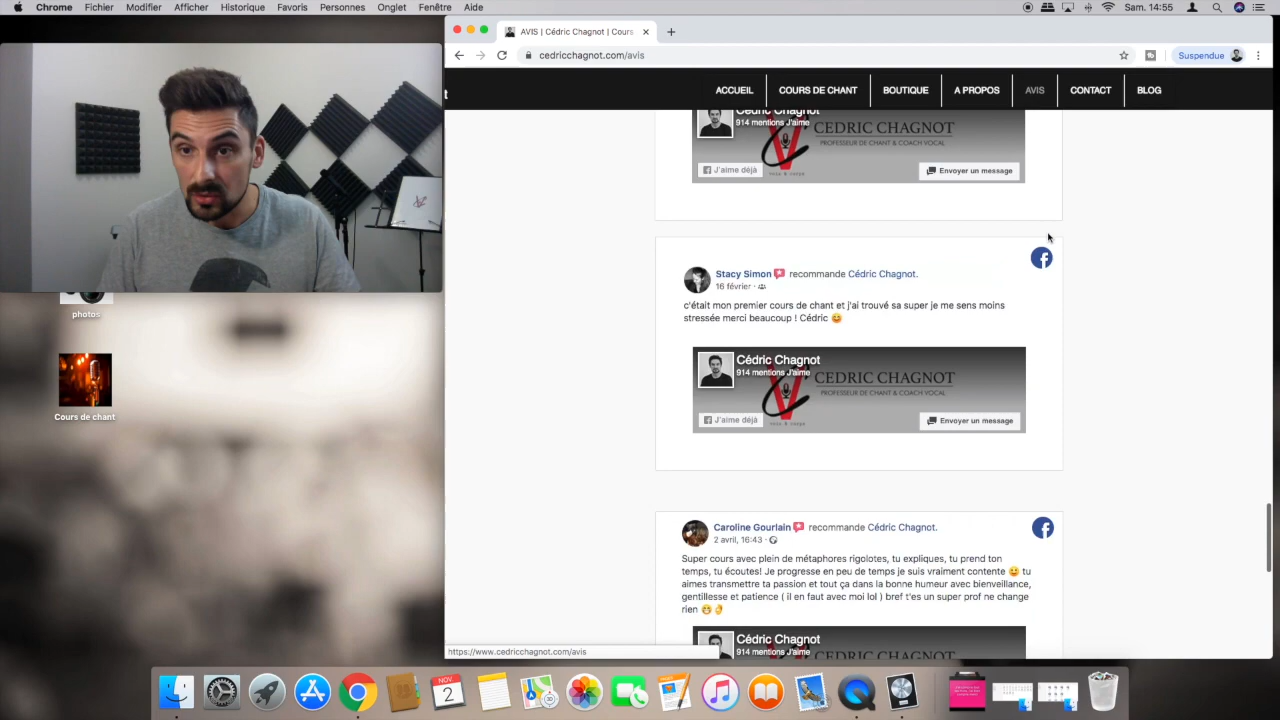 Chrome Fichier Modifier Afficher Historique Favoris Personnes Onglet Fenêtre Aide Sam. 14:55
AVIS | Cédric Chagnot | Cours
cedricchagnot.com/avis Suspendue
t ACCUEIL COURS DE CHANT BOUTIQUE A PROPOS AVIS CONTACT BLOG
Cédric Chagnot
914 mentions J'aime
CEDRIC CHAGNOT
PROFESSEUR DE CHANT & COACH VOCAL
J'aime déjà Envoyer un message
Stacy Simon recommande Cédric Chagnot.
16 février ·
c'était mon premier cours de chant et j'ai trouvé sa super je me sens moins
stressée merci beaucoup ! Cédric 😄
Cédric Chagnot
914 mentions J'aime
CEDRIC CHAGNOT
PROFESSEUR DE CHANT & COACH VOCAL
J'aime déjà Envoyer un message
Caroline Gourlain recommande Cédric Chagnot.
2 avril, 16:43 ·
Super cours avec plein de métaphores rigolotes, tu expliques, tu prend ton
temps, tu écoutes! Je progresse en peu de temps je suis vraiment contente 😄 tu
aimes transmettre ta passion et tout ça dans la bonne humeur avec bienveillance,
gentillesse et patience ( il en faut avec moi lol ) bref t'es un super prof ne change
rien 😁👌
Cédric Chagnot
914 mentions J'aime
CEDRIC CHAGNOT
https://www.cedricchagnot.com/avis
photos
Cours de chant
NOV
2